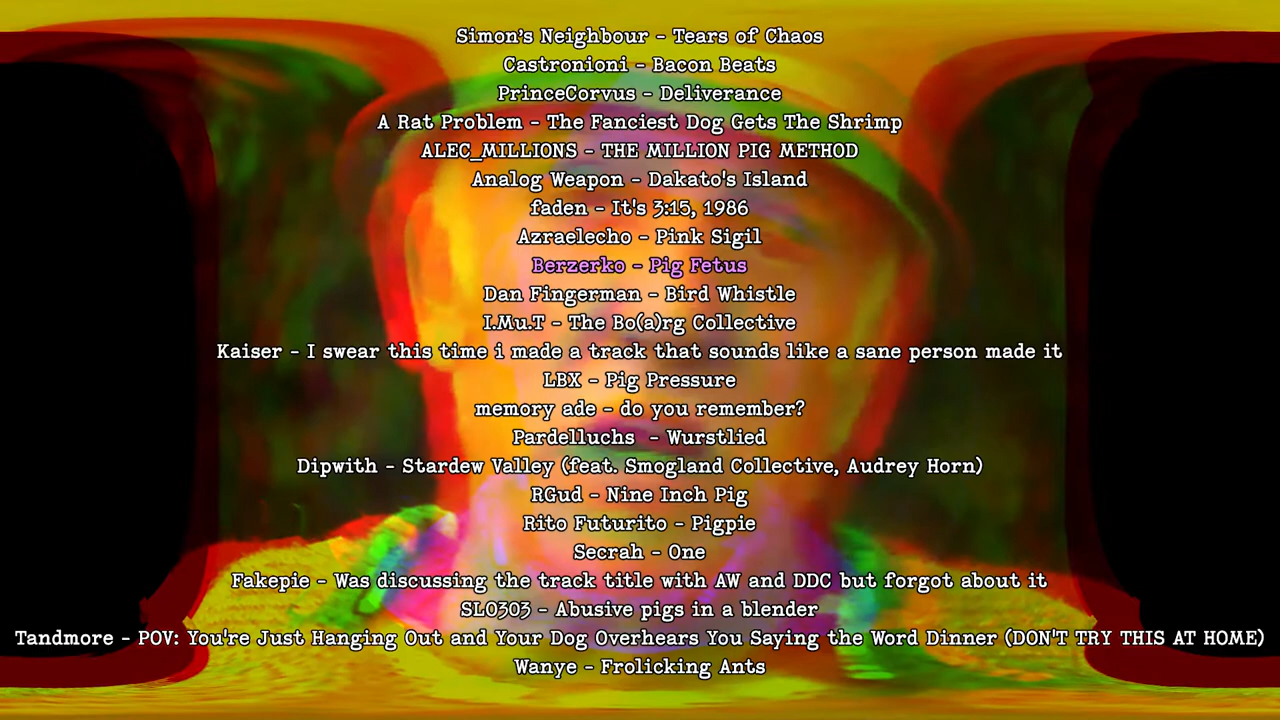 Simon's Neighbour - Tears of Chaos
Castronioni - Bacon Beats
PrinceCorvus - Deliverance
A Rat Problem - The Fanciest Dog Gets The Shrimp
ALEC_MILLIONS - THE MILLION PIG METHOD
Analog Weapon - Dakato's Island
faden - It's 3:15, 1986
Azraelecho - Pink Sigil
Berzerko - Pig Fetus
Dan Fingerman - Bird Whistle
I.Mu.T - The Bo(a)rg Collective
Kaiser - I swear this time i made a track that sounds like a sane person made it
LBX - Pig Pressure
memory ade - do you remember?
Pardelluchs - Wurstlied
Dipwith - Stardew Valley (feat. Smogland Collective, Audrey Horn)
RGud - Nine Inch Pig
Rito Futurito - Pigpie
Secrah - One
Fakepie - Was discussing the track title with AW and DDC but forgot about it
SL0303 - Abusive pigs in a blender
Tandmore - POV: You're Just Hanging Out and Your Dog Overhears You Saying the Word Dinner (DON'T TRY THIS AT HOME)
Wanye - Frolicking Ants